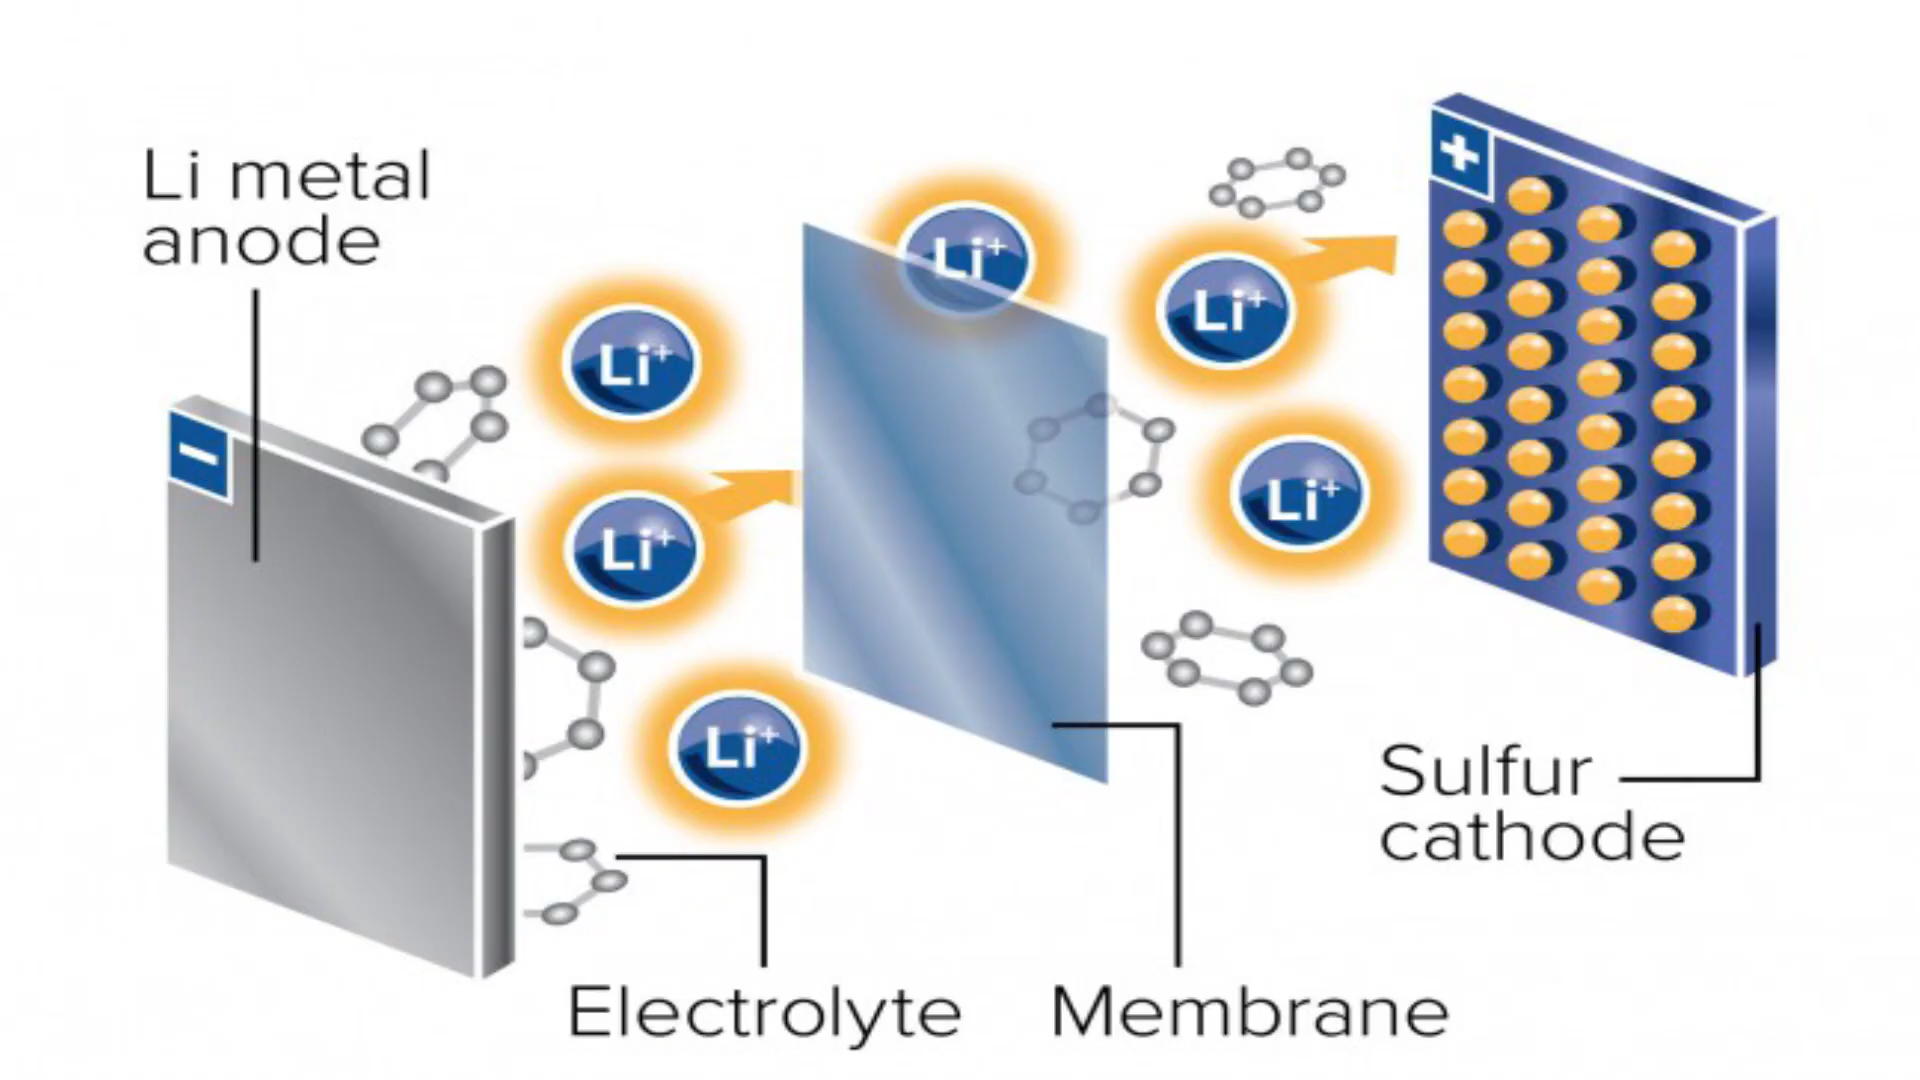 Li metal
anode
−
+
Li⁺
Li⁺
Li⁺
Li⁺
Li⁺
Li⁺
Sulfur
cathode
Electrolyte
Membrane